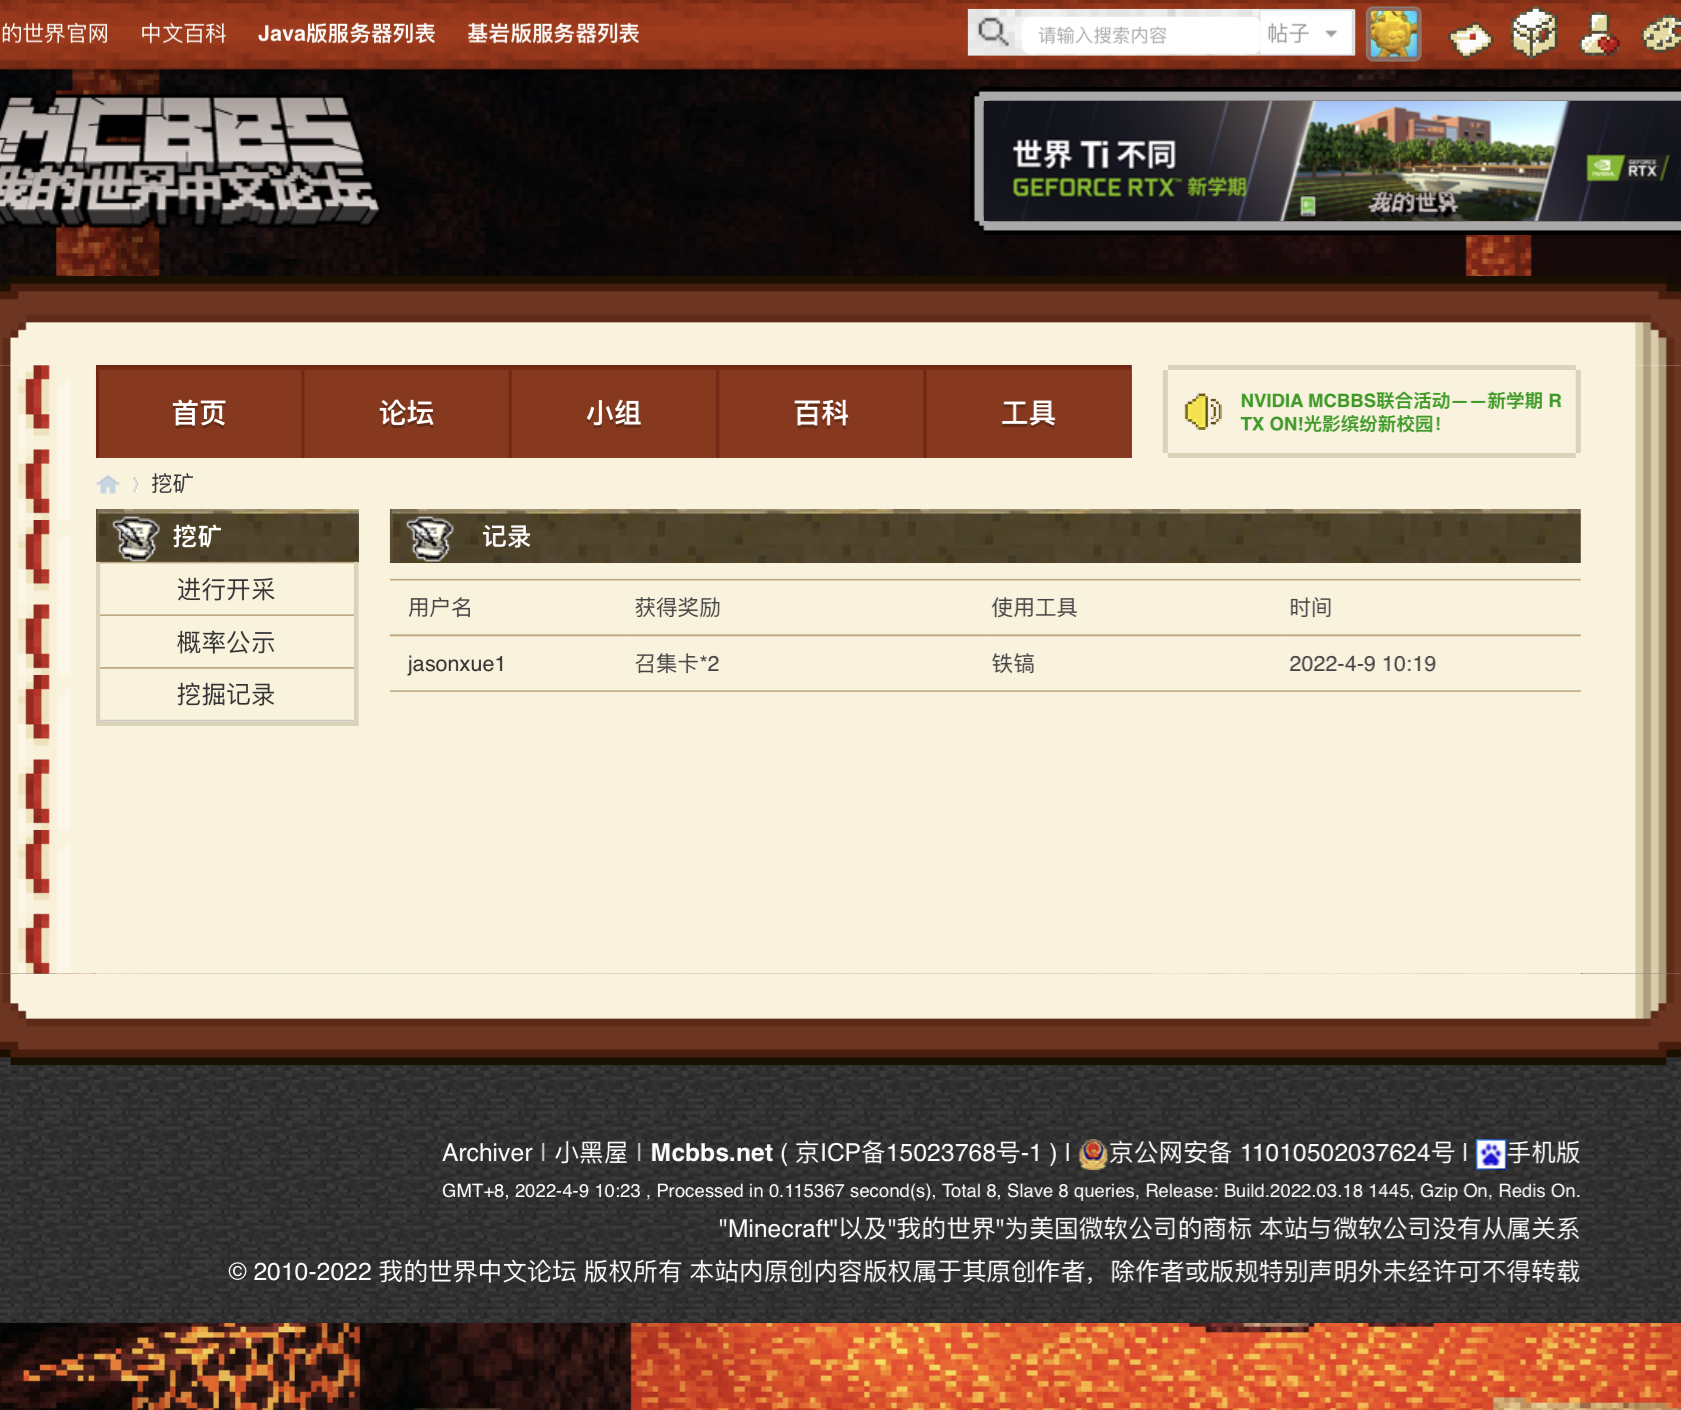 的世界官网 中文百科 Java版服务器列表 基岩版服务器列表 请输入搜索内容 帖子
MCBBS
我的世界中文论坛
世界 Ti 不同
GEFORCE RTX™ 新学期
我的世界
NVIDIA GEFORCE RTX
首页 论坛 小组 百科 工具
NVIDIA MCBBS联合活动——新学期 R
TX ON!光影缤纷新校园!
挖矿
挖矿
进行开采
概率公示
挖掘记录
记录
用户名 获得奖励 使用工具 时间
jasonxue1 召集卡*2 铁镐 2022-4-9 10:19
Archiver | 小黑屋 | Mcbbs.net ( 京ICP备15023768号-1 ) | 京公网安备 11010502037624号 | 手机版
GMT+8, 2022-4-9 10:23 , Processed in 0.115367 second(s), Total 8, Slave 8 queries, Release: Build.2022.03.18 1445, Gzip On, Redis On.
"Minecraft"以及"我的世界"为美国微软公司的商标 本站与微软公司没有从属关系
© 2010-2022 我的世界中文论坛 版权所有 本站内原创内容版权属于其原创作者，除作者或版规特别声明外未经许可不得转载